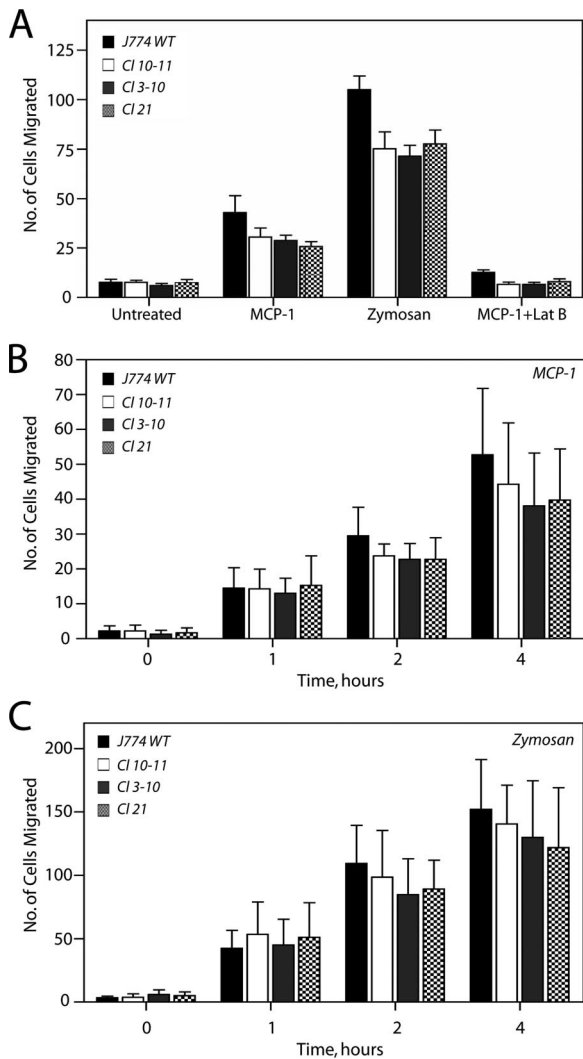 A
No. of Cells Migrated
125
100
75
50
25
0
J774 WT
Cl 10-11
Cl 3-10
Cl 21
Untreated MCP-1 Zymosan MCP-1+Lat B
B
No. of Cells Migrated
80
70
60
50
40
30
20
10
0
J774 WT
Cl 10-11
Cl 3-10
Cl 21
MCP-1
0 1 2 4
Time, hours
C
No. of Cells Migrated
200
150
100
50
0
J774 WT
Cl 10-11
Cl 3-10
Cl 21
Zymosan
0 1 2 4
Time, hours